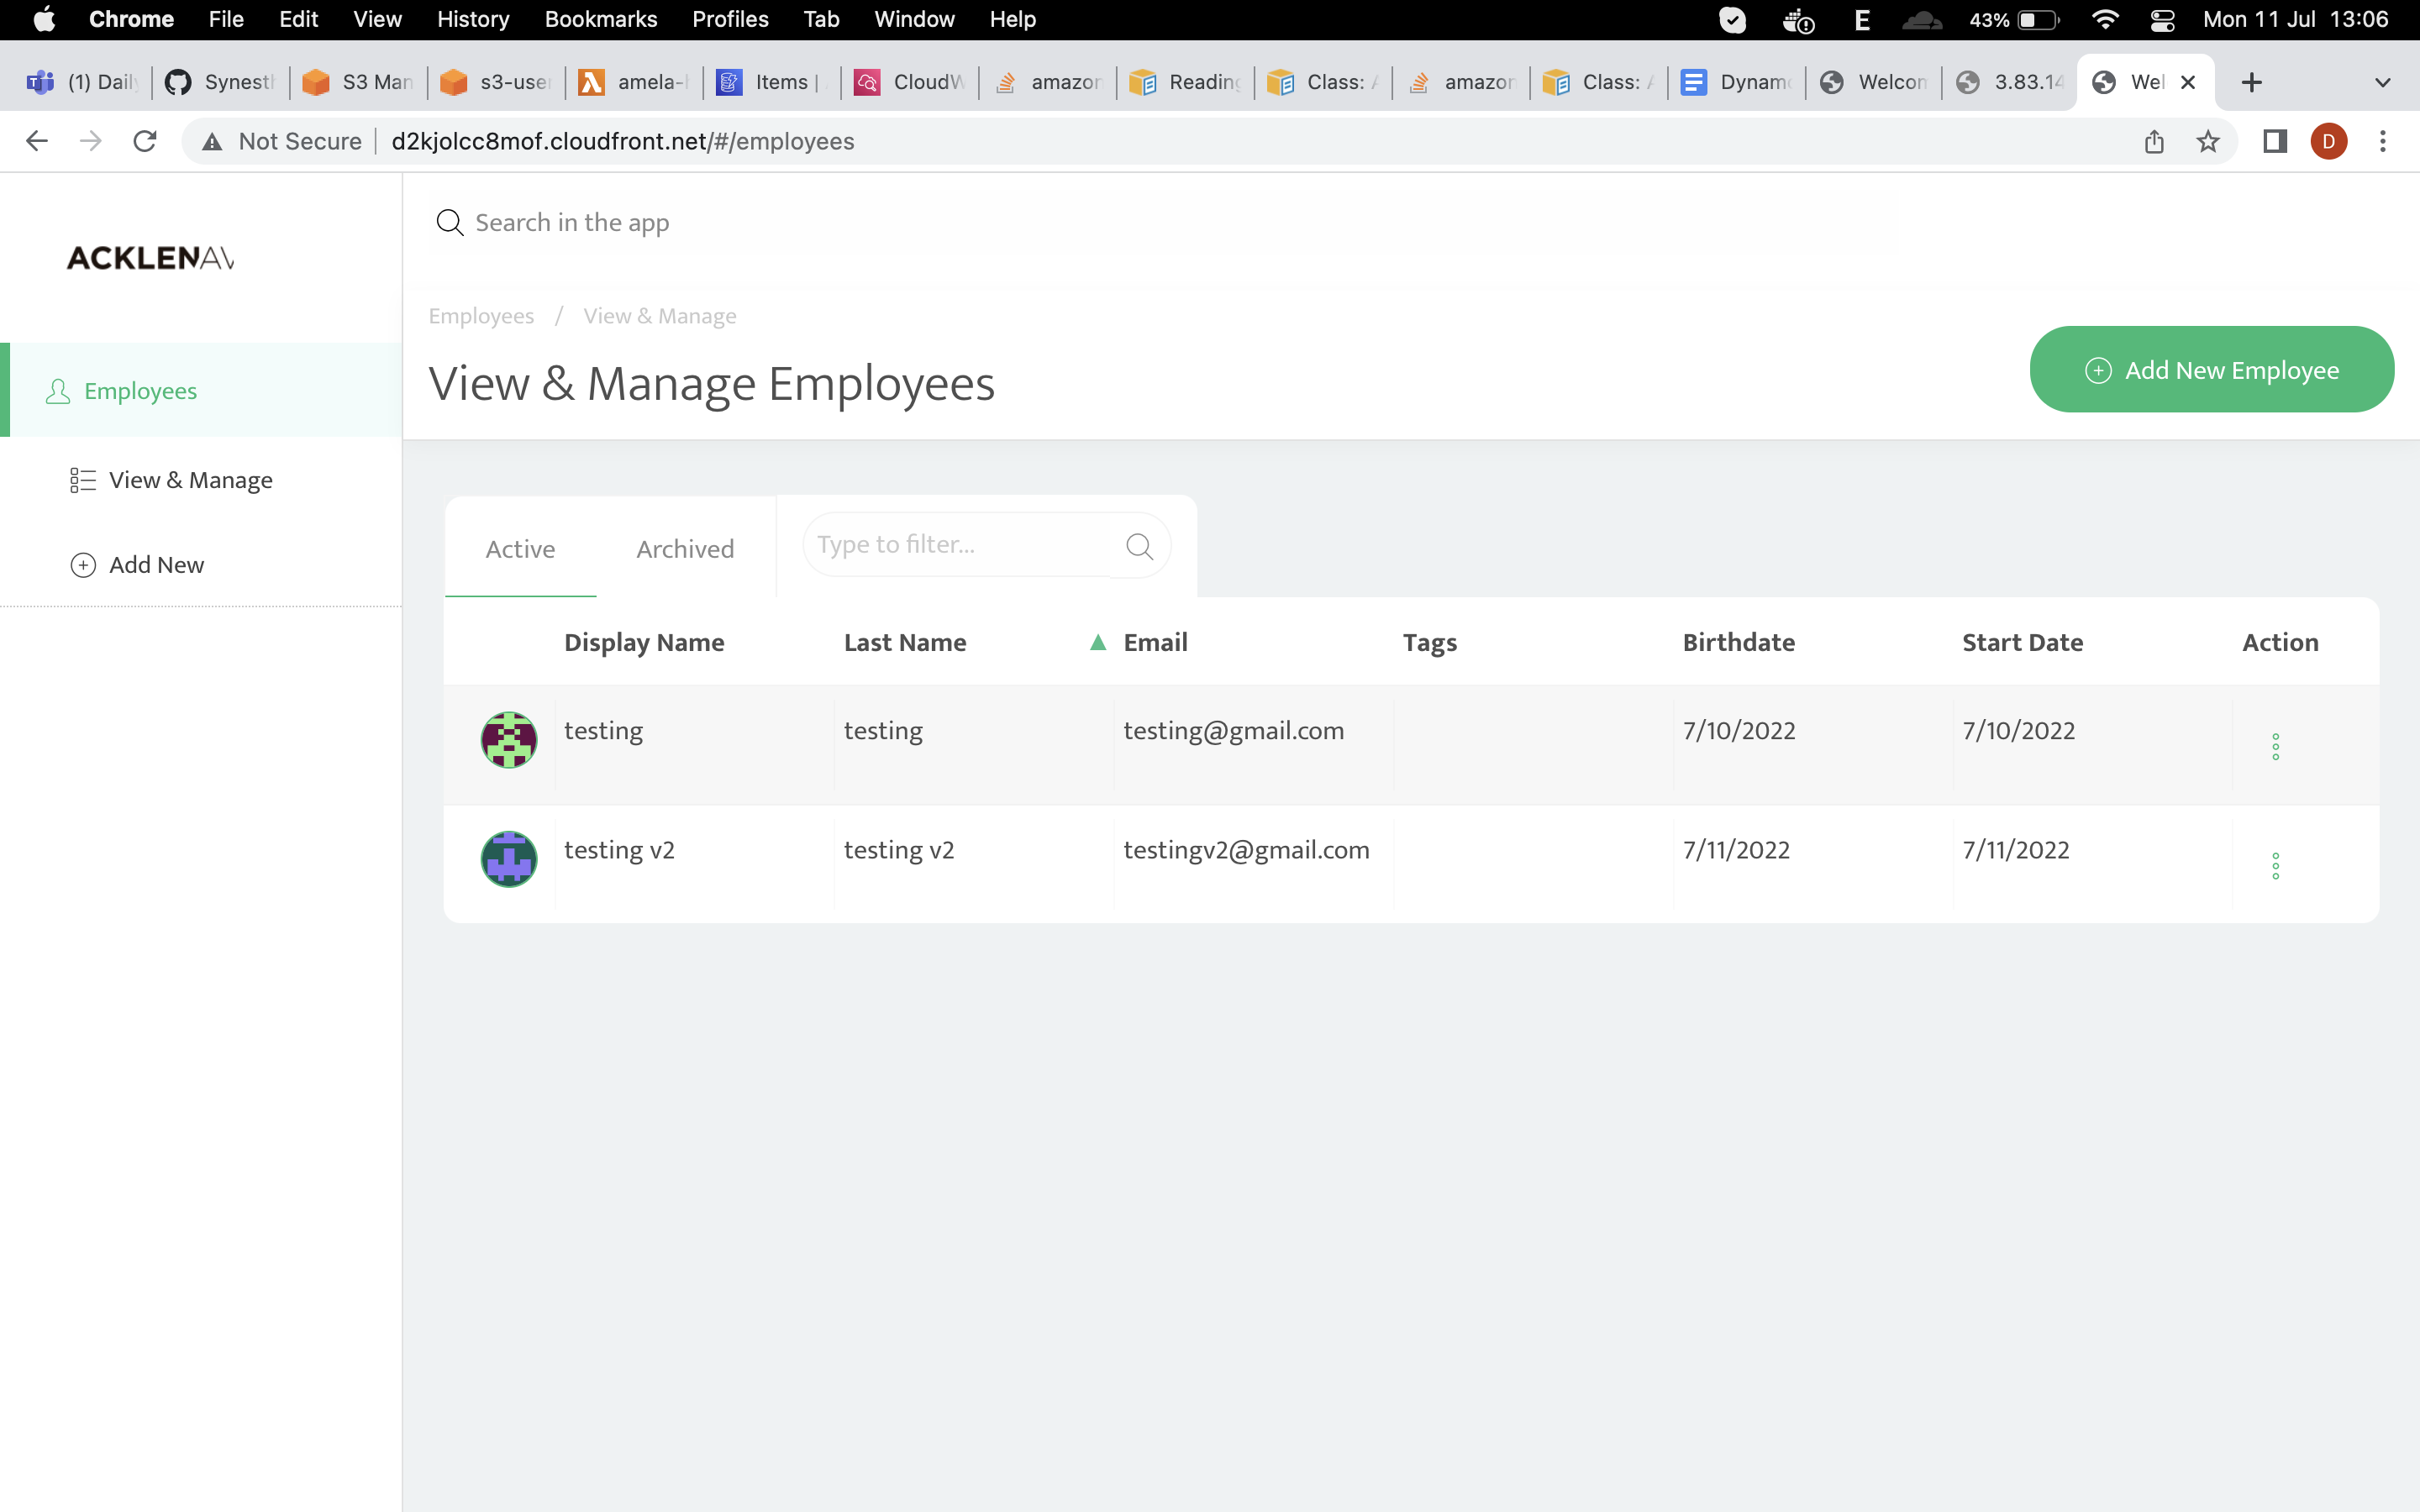 Chrome File Edit View History Bookmarks Profiles Tab Window Help E 43% Mon 11 Jul 13:06
(1) Daily Synesth S3 Man s3-user amela- Items | CloudW amazon Reading Class: A amazon Class: A Dynamo Welcom 3.83.14 Wel
Not Secure d2kjolcc8mof.cloudfront.net/#/employees D
Search in the app
ACKLENAV
Employees / View & Manage
View & Manage Employees
Add New Employee
Employees
View & Manage
Add New
Active Archived Type to filter...
Display Name Last Name Email Tags Birthdate Start Date Action
testing testing testing@gmail.com 7/10/2022 7/10/2022
testing v2 testing v2 testingv2@gmail.com 7/11/2022 7/11/2022